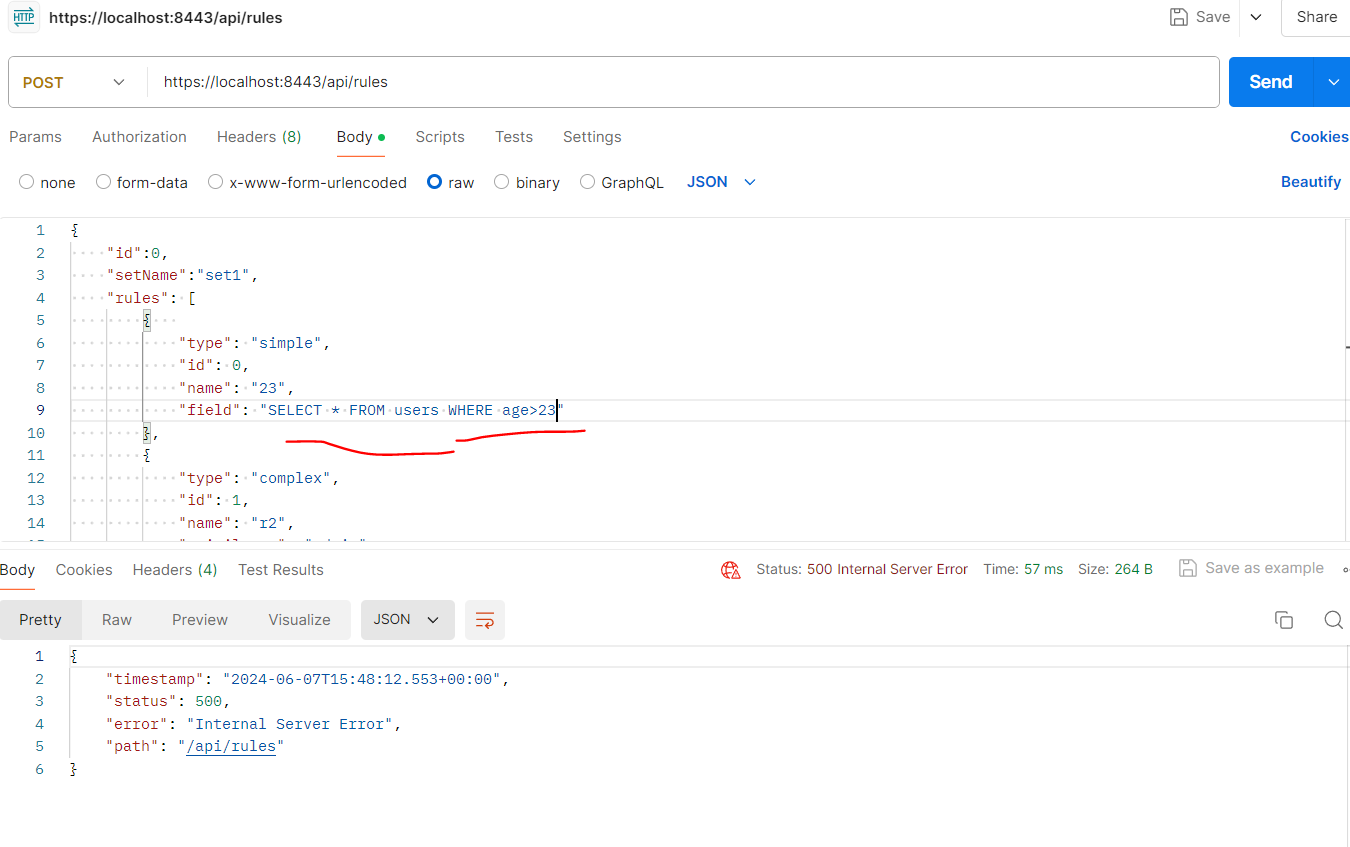 HTTP https://localhost:8443/api/rules Save Share
POST https://localhost:8443/api/rules Send
Params Authorization Headers (8) Body Scripts Tests Settings Cookies
none form-data x-www-form-urlencoded raw binary GraphQL JSON Beautify
1 {
2 "id":0,
3 "setName":"set1",
4 "rules": [
5 {
6 "type": "simple",
7 "id": 0,
8 "name": "23",
9 "field": "SELECT * FROM users WHERE age>23"
10 },
11 {
12 "type": "complex",
13 "id": 1,
14 "name": "r2",
Body Cookies Headers (4) Test Results Status: 500 Internal Server Error Time: 57 ms Size: 264 B Save as example
Pretty Raw Preview Visualize JSON
1 {
2 "timestamp": "2024-06-07T15:48:12.553+00:00",
3 "status": 500,
4 "error": "Internal Server Error",
5 "path": "/api/rules"
6 }